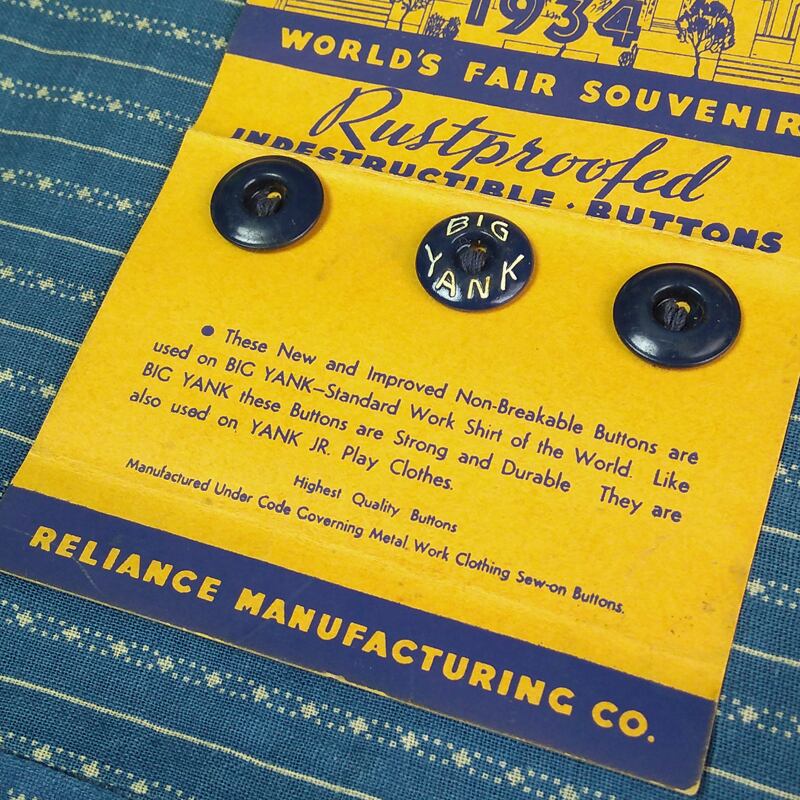 1934
WORLD'S FAIR SOUVENIR
Rustproofed
INDESTRUCTIBLE · BUTTONS
BIG
YANK
● These New and Improved Non-Breakable Buttons are
used on BIG YANK—Standard Work Shirt of the World. Like
BIG YANK these Buttons are Strong and Durable They are
also used on YANK JR. Play Clothes.
Highest Quality Buttons
Manufactured Under Code Governing Metal Work Clothing Sew-on Buttons.
RELIANCE MANUFACTURING CO.